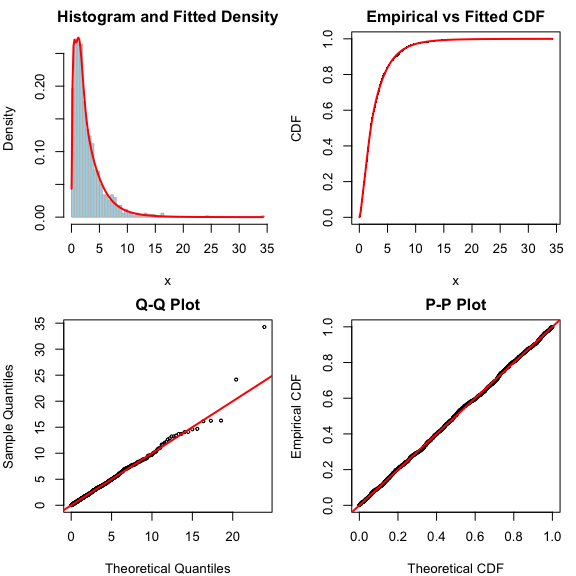 Histogram and Fitted Density
Density
0.00 0.10 0.20
0 5 10 15 20 25 30 35
x
Empirical vs Fitted CDF
CDF
0.0 0.2 0.4 0.6 0.8 1.0
0 5 10 15 20 25 30 35
x
Q-Q Plot
Sample Quantiles
0 5 10 15 20 25 30 35
0 5 10 15 20
Theoretical Quantiles
P-P Plot
Empirical CDF
0.0 0.2 0.4 0.6 0.8 1.0
0.0 0.2 0.4 0.6 0.8 1.0
Theoretical CDF